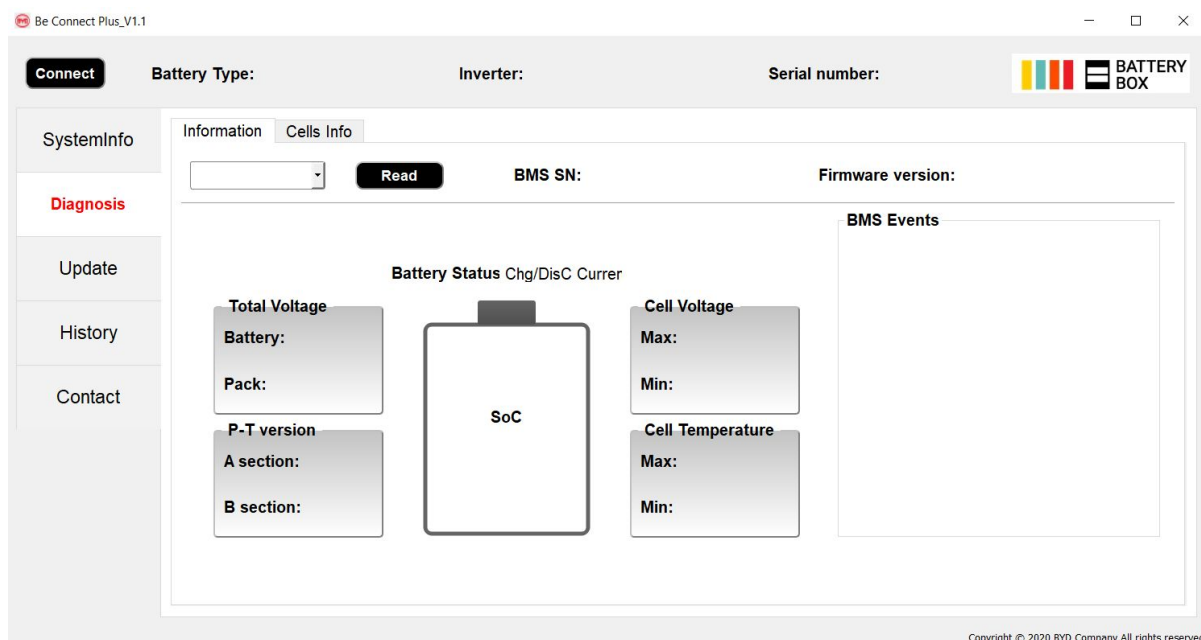 Be Connect Plus_V1.1
Connect
Battery Type:
Inverter:
Serial number:
BATTERY
BOX
SystemInfo
Diagnosis
Update
History
Contact
Information
Cells Info
Read
BMS SN:
Firmware version:
BMS Events
Battery Status Chg/DisC Currer
Total Voltage
Battery:
Pack:
P-T version
A section:
B section:
SoC
Cell Voltage
Max:
Min:
Cell Temperature
Max:
Min:
Copyright © 2020 BYD Company All rights reserve